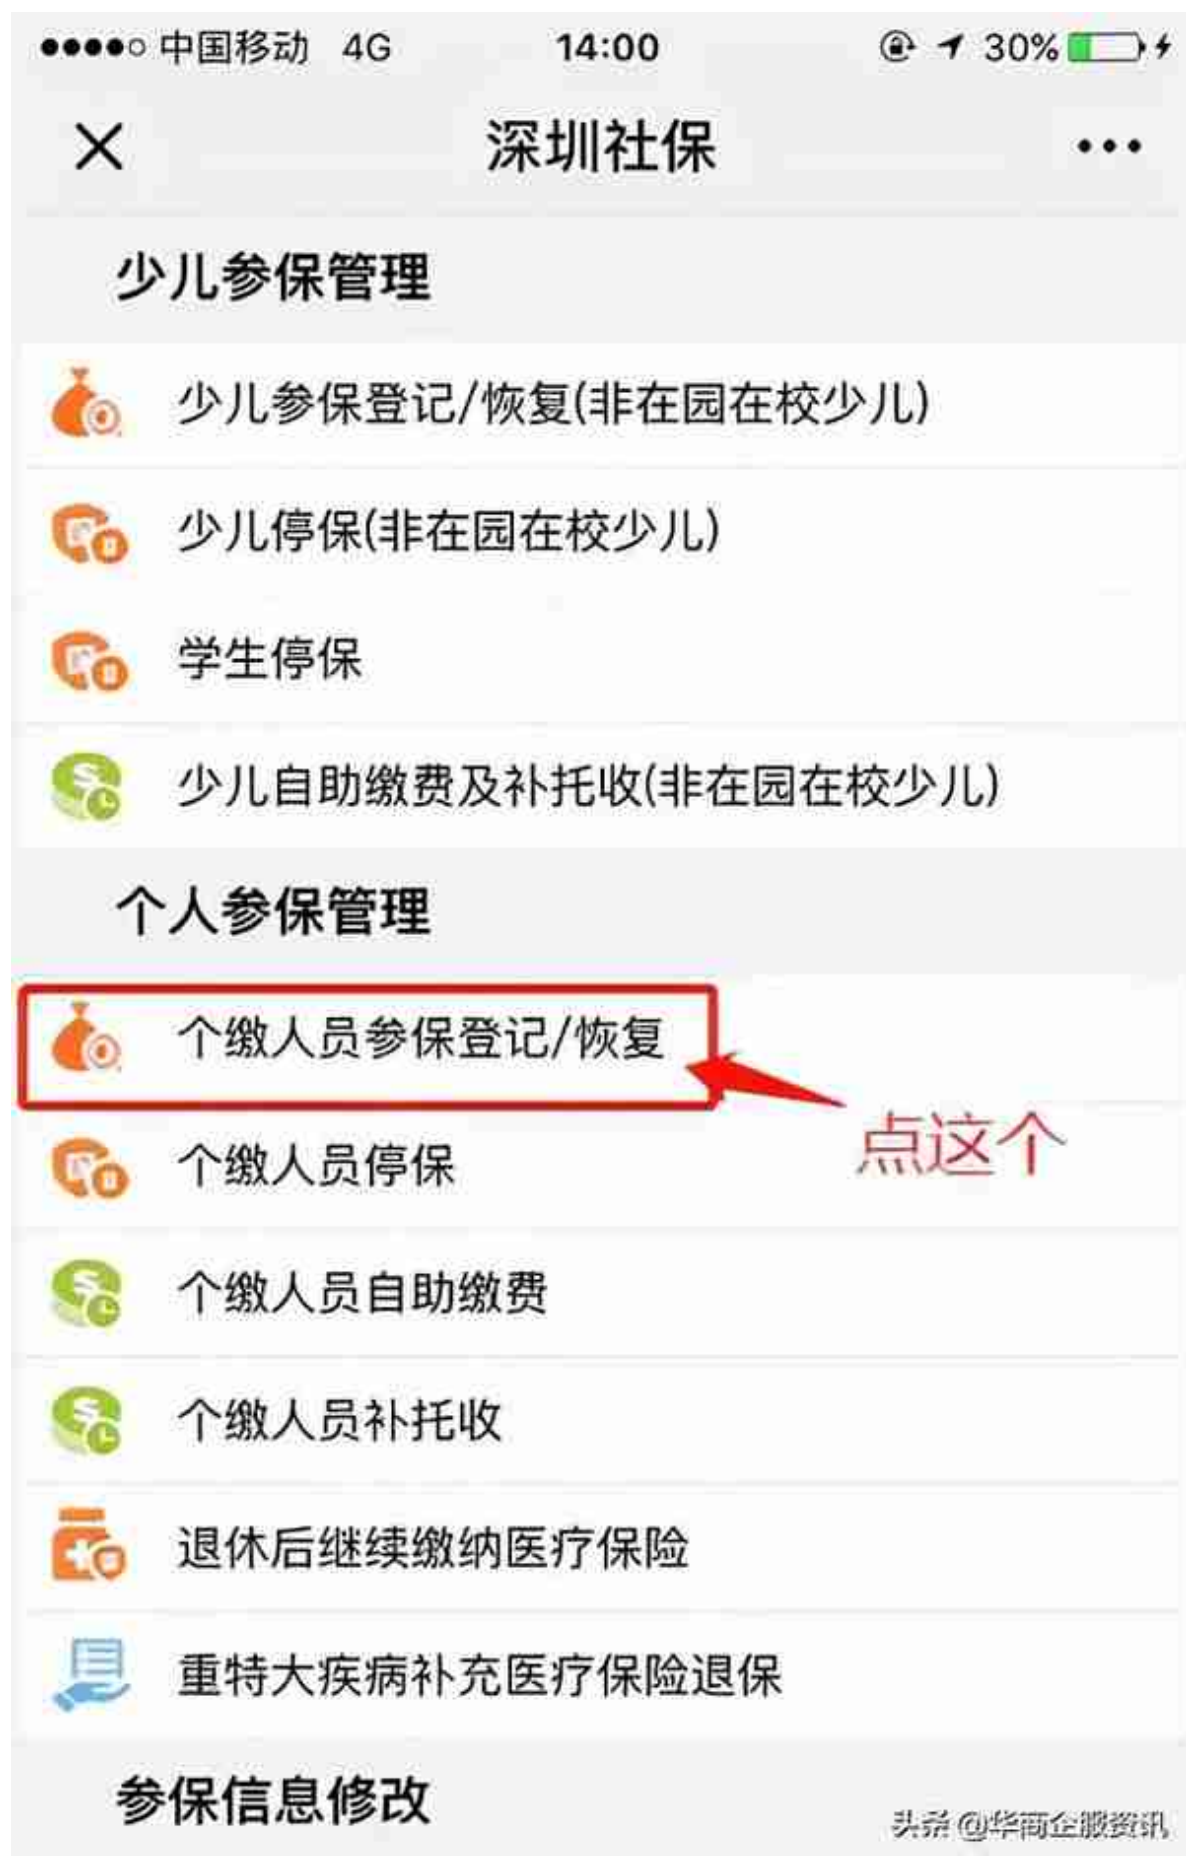 中国移动 4G 14:00 30%
深圳社保
少儿参保管理
少儿参保登记/恢复(非在园在校少儿)
少儿停保(非在园在校少儿)
学生停保
少儿自助缴费及补托收(非在园在校少儿)
个人参保管理
个缴人员参保登记/恢复
点这个
个缴人员停保
个缴人员自助缴费
个缴人员补托收
退休后继续缴纳医疗保险
重特大疾病补充医疗保险退保
参保信息修改
头条 @华商企服资讯